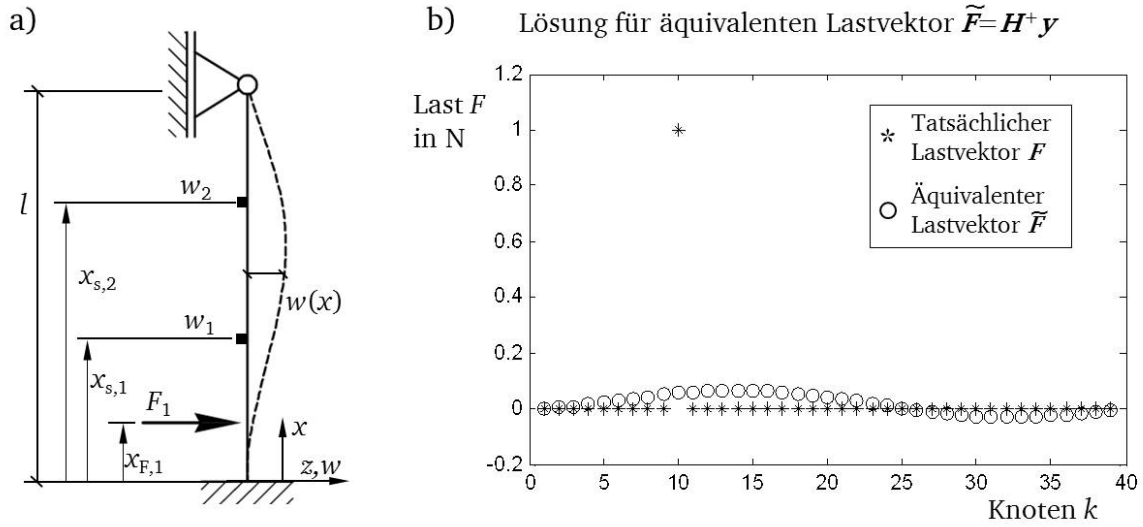 a)
l
w₂
x_s,2
w(x)
w₁
x_s,1
F₁
x
x_F,1
z,w
b) Lösung für äquivalenten Lastvektor F̃=H⁺y
Last F
in N
1.2
1
0.8
0.6
0.4
0.2
0
-0.2
* Tatsächlicher
Lastvektor F
Äquivalenter
Lastvektor F̃
0 5 10 15 20 25 30 35 40
Knoten k